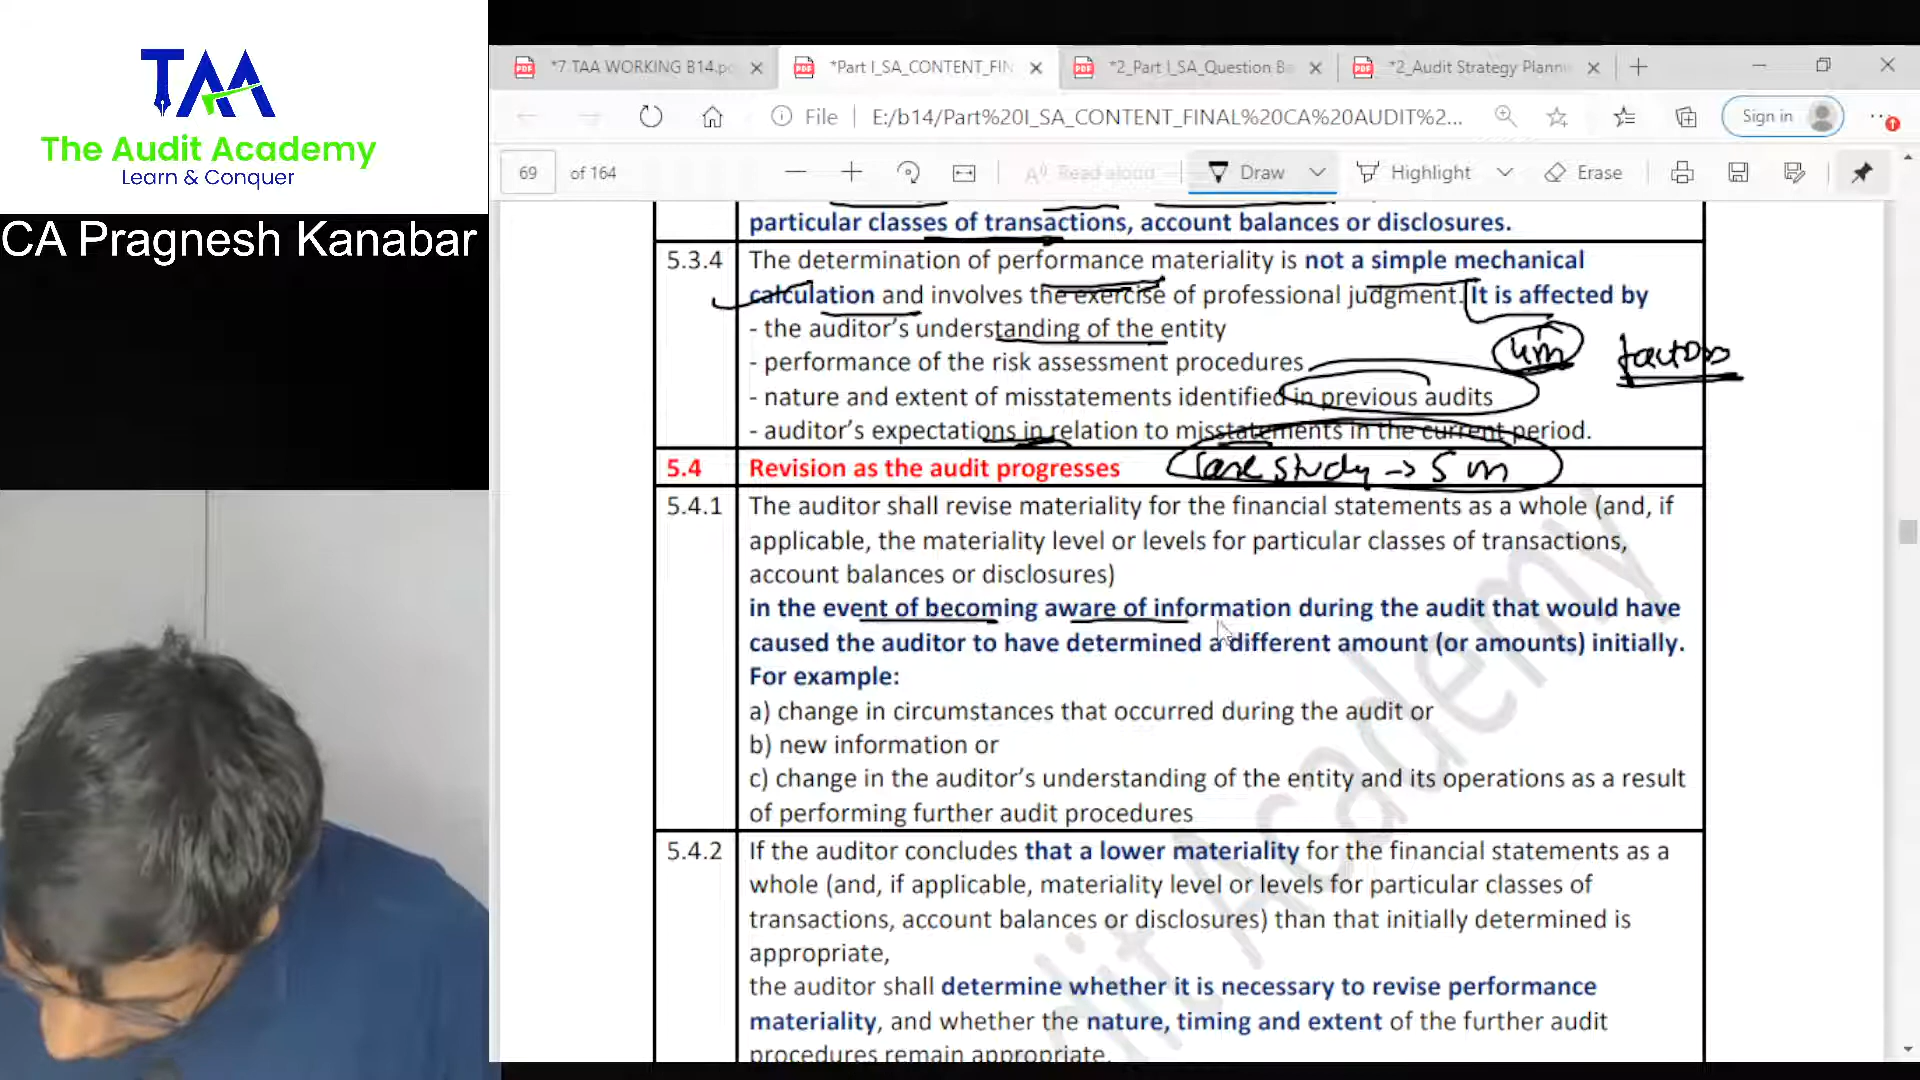 TAA
The Audit Academy
Learn & Conquer
CA Pragnesh Kanabar
*7 TAA WORKING B14.pc
*Part I_SA_CONTENT_FIN
*2_Part I_SA_Question Ba
*2_Audit Strategy Planni
File
E:/b14/Part%20I_SA_CONTENT_FINAL%20CA%20AUDIT%2...
Sign in
69
of 164
Read aloud
Draw
Highlight
Erase
particular classes of transactions, account balances or disclosures.
5.3.4 The determination of performance materiality is not a simple mechanical
calculation and involves the exercise of professional judgment. It is affected by
- the auditor's understanding of the entity
- performance of the risk assessment procedures
4m
factors
- nature and extent of misstatements identified in previous audits
- auditor's expectations in relation to misstatements in the current period.
5.4 Revision as the audit progresses
Case study → 5 m
5.4.1 The auditor shall revise materiality for the financial statements as a whole (and, if
applicable, the materiality level or levels for particular classes of transactions,
account balances or disclosures)
in the event of becoming aware of information during the audit that would have
caused the auditor to have determined a different amount (or amounts) initially.
For example:
a) change in circumstances that occurred during the audit or
b) new information or
c) change in the auditor's understanding of the entity and its operations as a result
of performing further audit procedures
5.4.2 If the auditor concludes that a lower materiality for the financial statements as a
whole (and, if applicable, materiality level or levels for particular classes of
transactions, account balances or disclosures) than that initially determined is
appropriate,
the auditor shall determine whether it is necessary to revise performance
materiality, and whether the nature, timing and extent of the further audit
procedures remain appropriate.
dit Academy